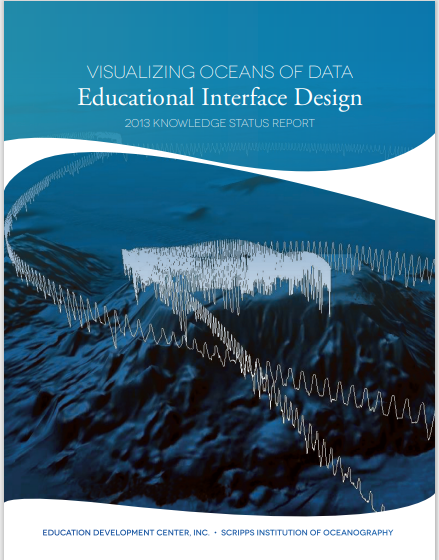 VISUALIZING OCEANS OF DATA
Educational Interface Design
2013 KNOWLEDGE STATUS REPORT
EDUCATION DEVELOPMENT CENTER, INC. • SCRIPPS INSTITUTION OF OCEANOGRAPHY